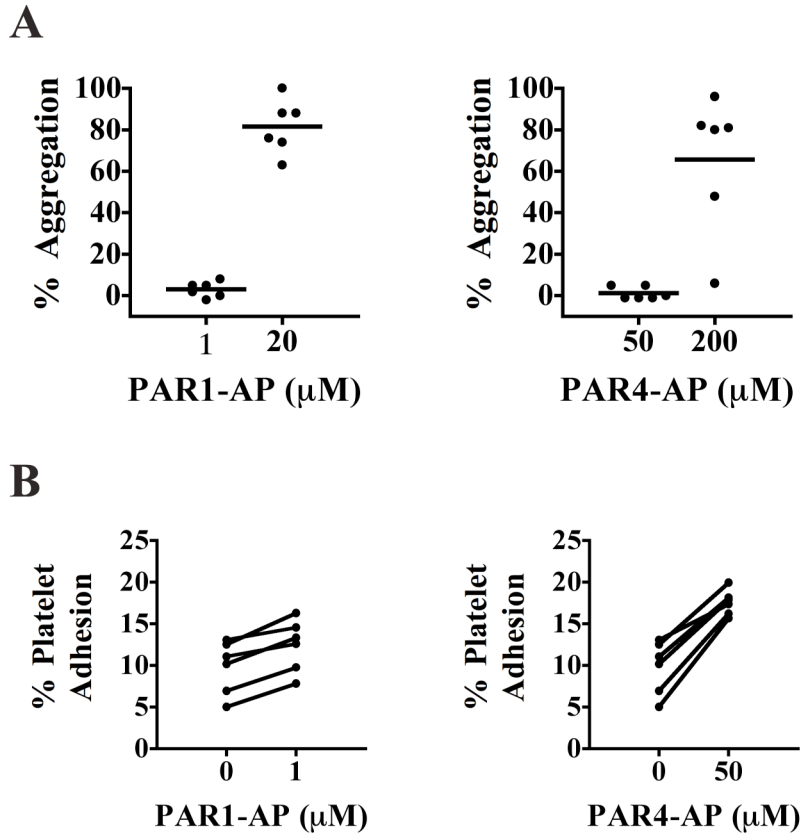 A
% Aggregation
100
80
60
40
20
0
1 20
PAR1-AP (μM)
% Aggregation
100
80
60
40
20
0
50 200
PAR4-AP (μM)
B
% Platelet
Adhesion
25
20
15
10
5
0
0 1
PAR1-AP (μM)
% Platelet
Adhesion
25
20
15
10
5
0
0 50
PAR4-AP (μM)